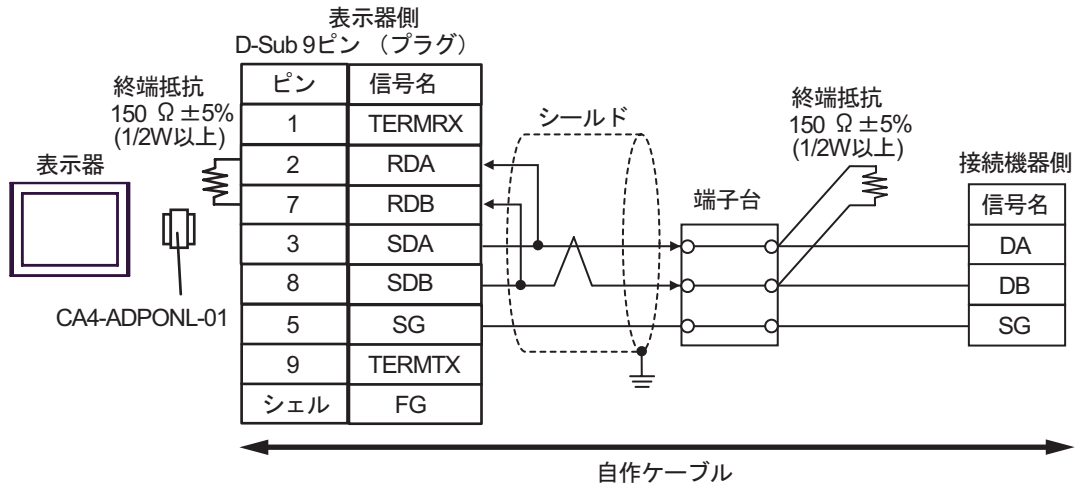 表示器側
D-Sub 9ピン （プラグ）
終端抵抗
150 Ω ±5%
(1/2W以上)
表示器
CA4-ADPONL-01
ピン 信号名
1 TERMRX
2 RDA
7 RDB
3 SDA
8 SDB
5 SG
9 TERMTX
シェル FG
シールド
端子台
終端抵抗
150 Ω ±5%
(1/2W以上)
接続機器側
信号名
DA
DB
SG
自作ケーブル